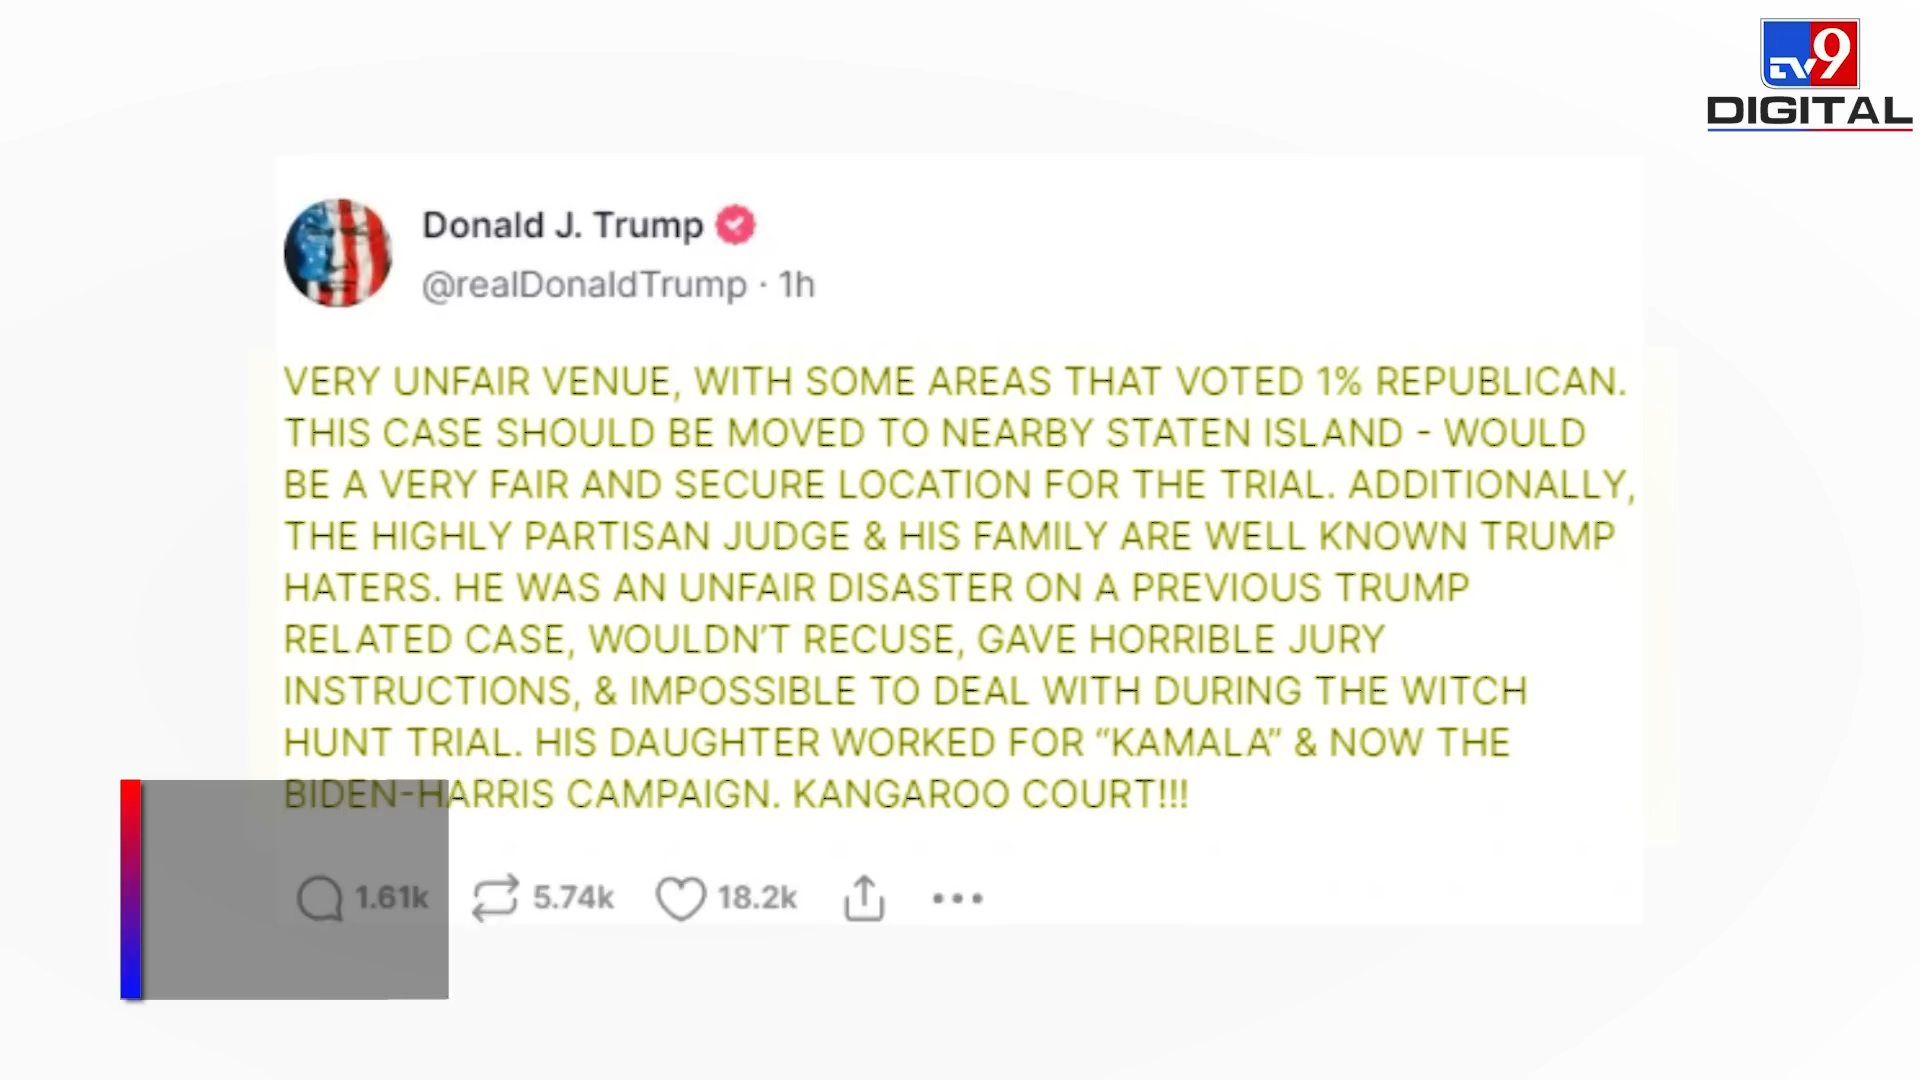 TV9
DIGITAL
Donald J. Trump
@realDonaldTrump · 1h
VERY UNFAIR VENUE, WITH SOME AREAS THAT VOTED 1% REPUBLICAN.
THIS CASE SHOULD BE MOVED TO NEARBY STATEN ISLAND - WOULD
BE A VERY FAIR AND SECURE LOCATION FOR THE TRIAL. ADDITIONALLY,
THE HIGHLY PARTISAN JUDGE & HIS FAMILY ARE WELL KNOWN TRUMP
HATERS. HE WAS AN UNFAIR DISASTER ON A PREVIOUS TRUMP
RELATED CASE, WOULDN’T RECUSE, GAVE HORRIBLE JURY
INSTRUCTIONS, & IMPOSSIBLE TO DEAL WITH DURING THE WITCH
HUNT TRIAL. HIS DAUGHTER WORKED FOR “KAMALA” & NOW THE
BIDEN-HARRIS CAMPAIGN. KANGAROO COURT!!!
1.61k 5.74k 18.2k